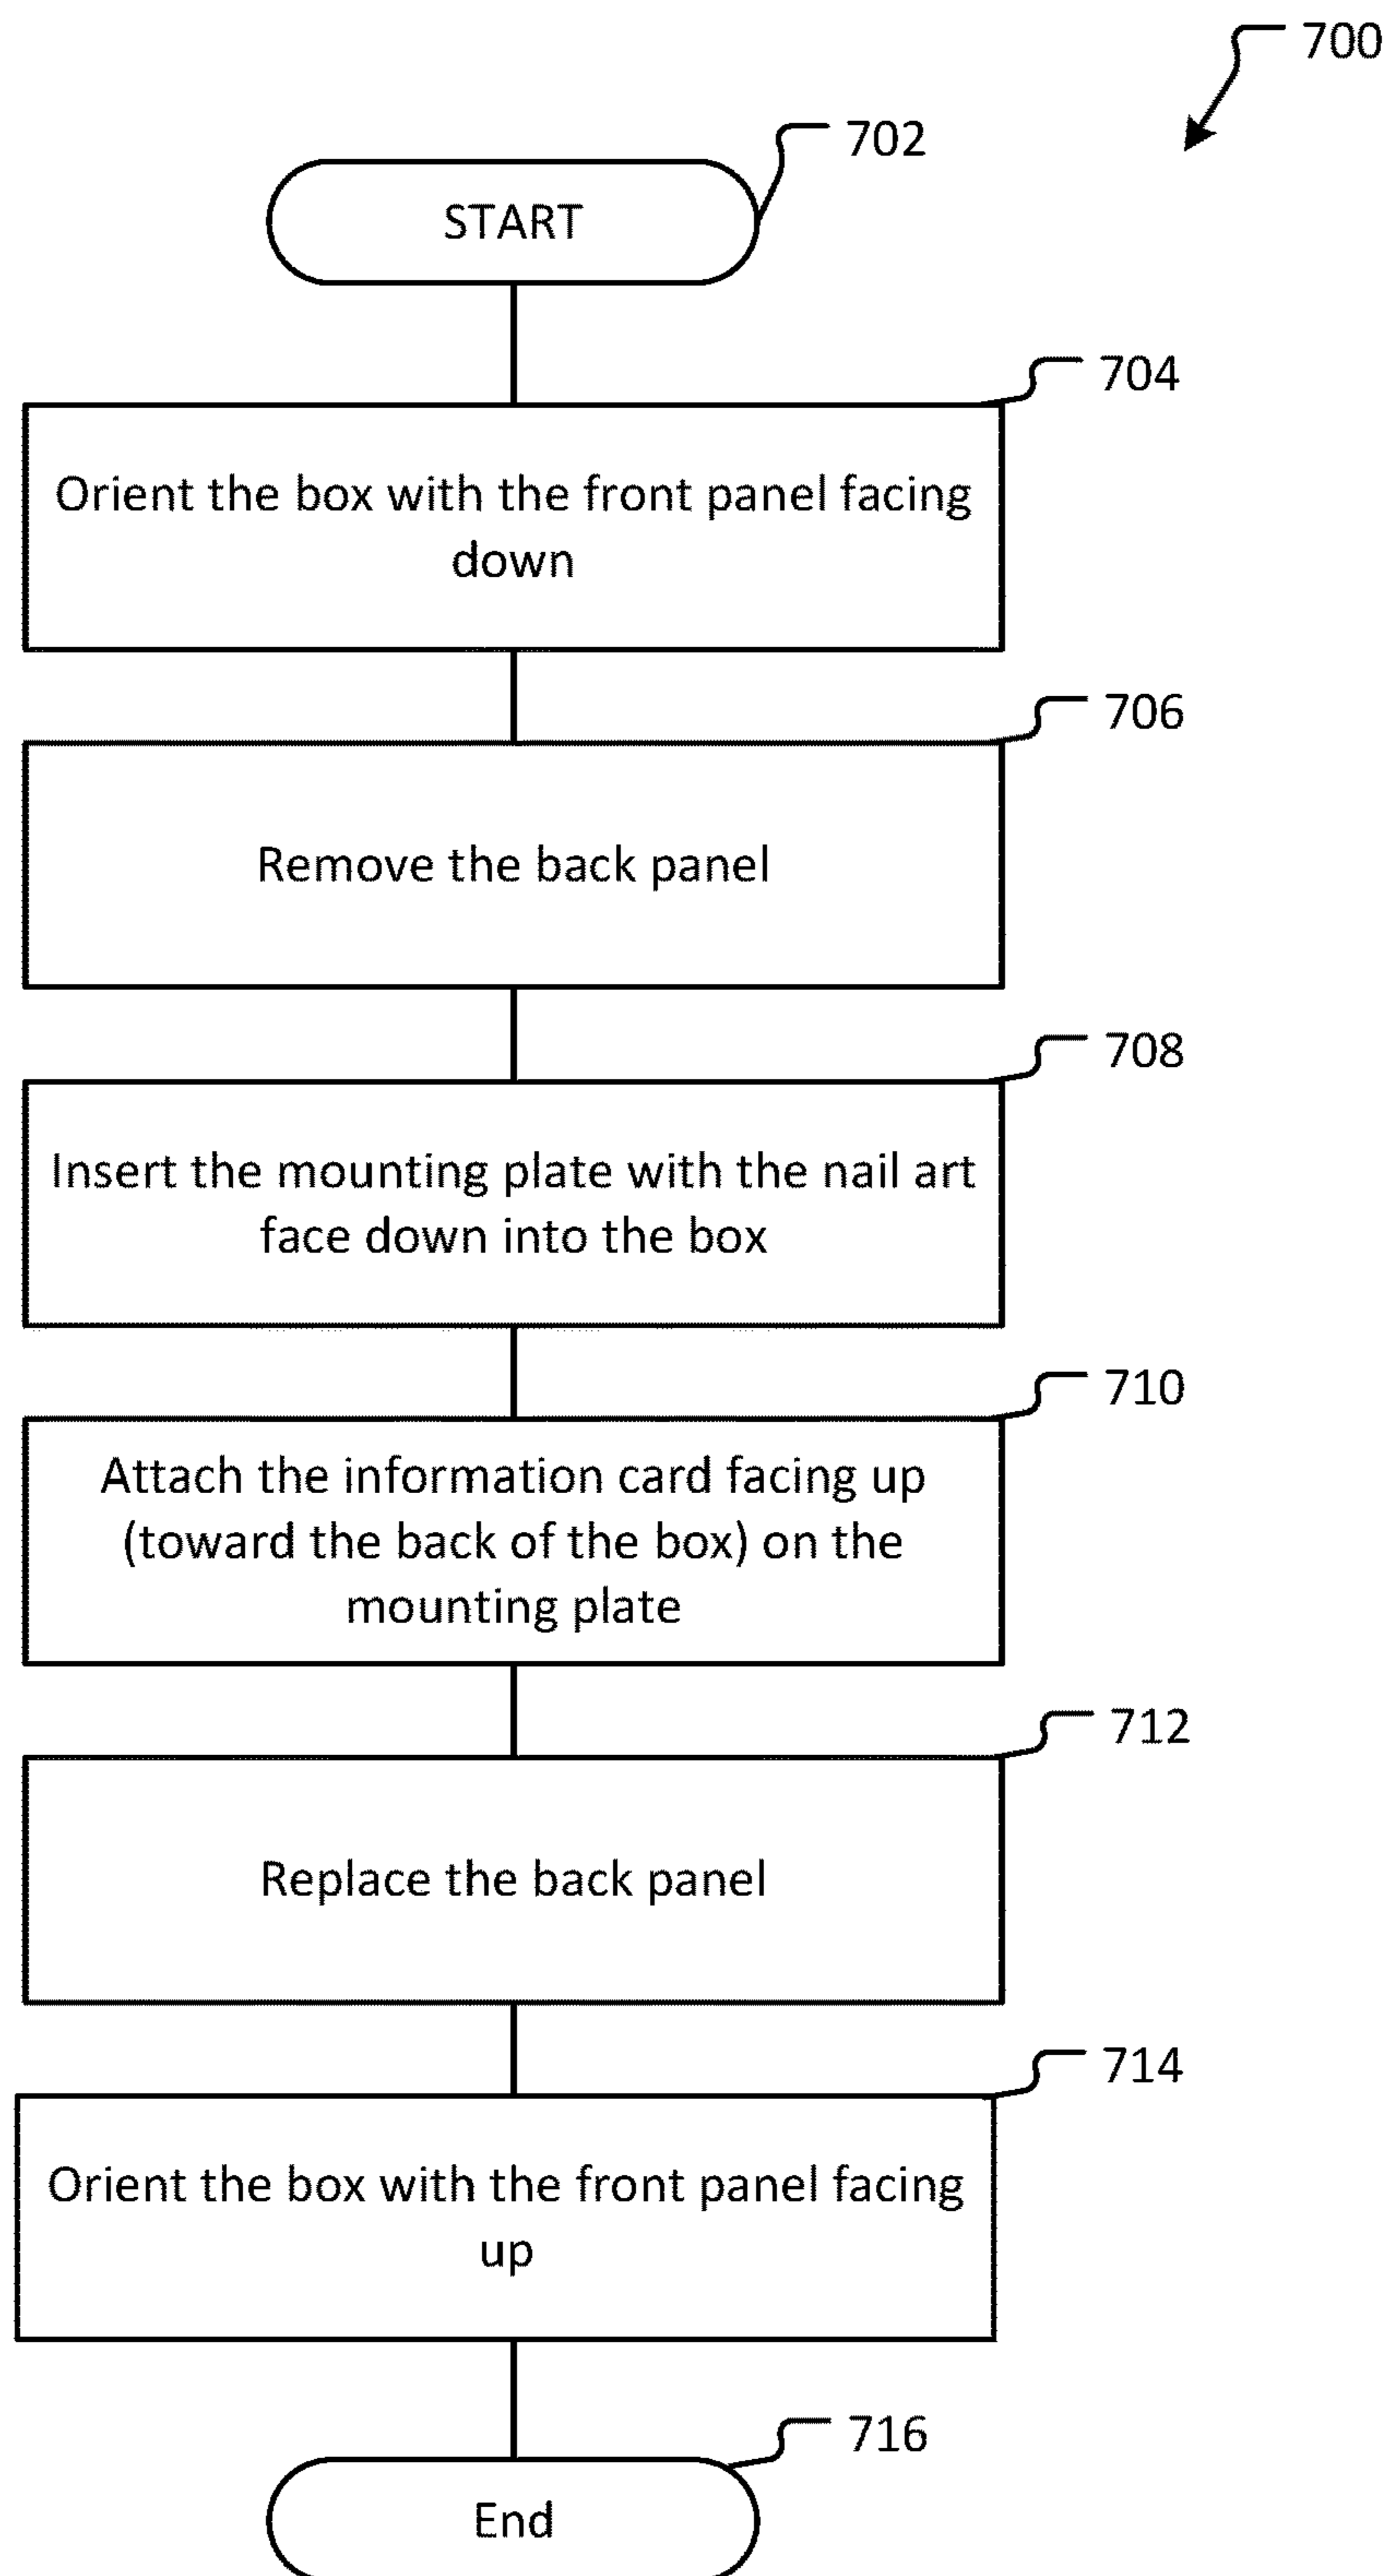 700
702
START
704
Orient the box with the front panel facing
down
706
Remove the back panel
708
Insert the mounting plate with the nail art
face down into the box
710
Attach the information card facing up
(toward the back of the box) on the
mounting plate
712
Replace the back panel
714
Orient the box with the front panel facing
up
716
End